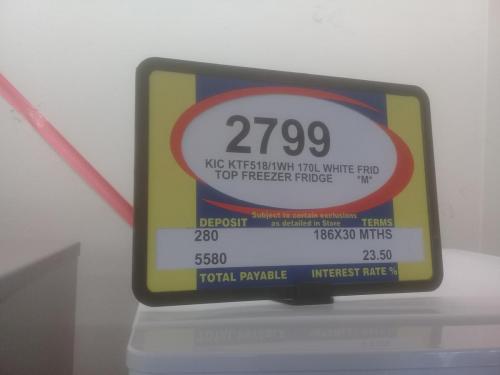 2799
KIC KTF518/1WH 170L WHITE FRID
TOP FREEZER FRIDGE *M*
Subject to certain exclusions
as detailed in Store
DEPOSIT TERMS
280 186X30 MTHS
5580 23.50
TOTAL PAYABLE INTEREST RATE %